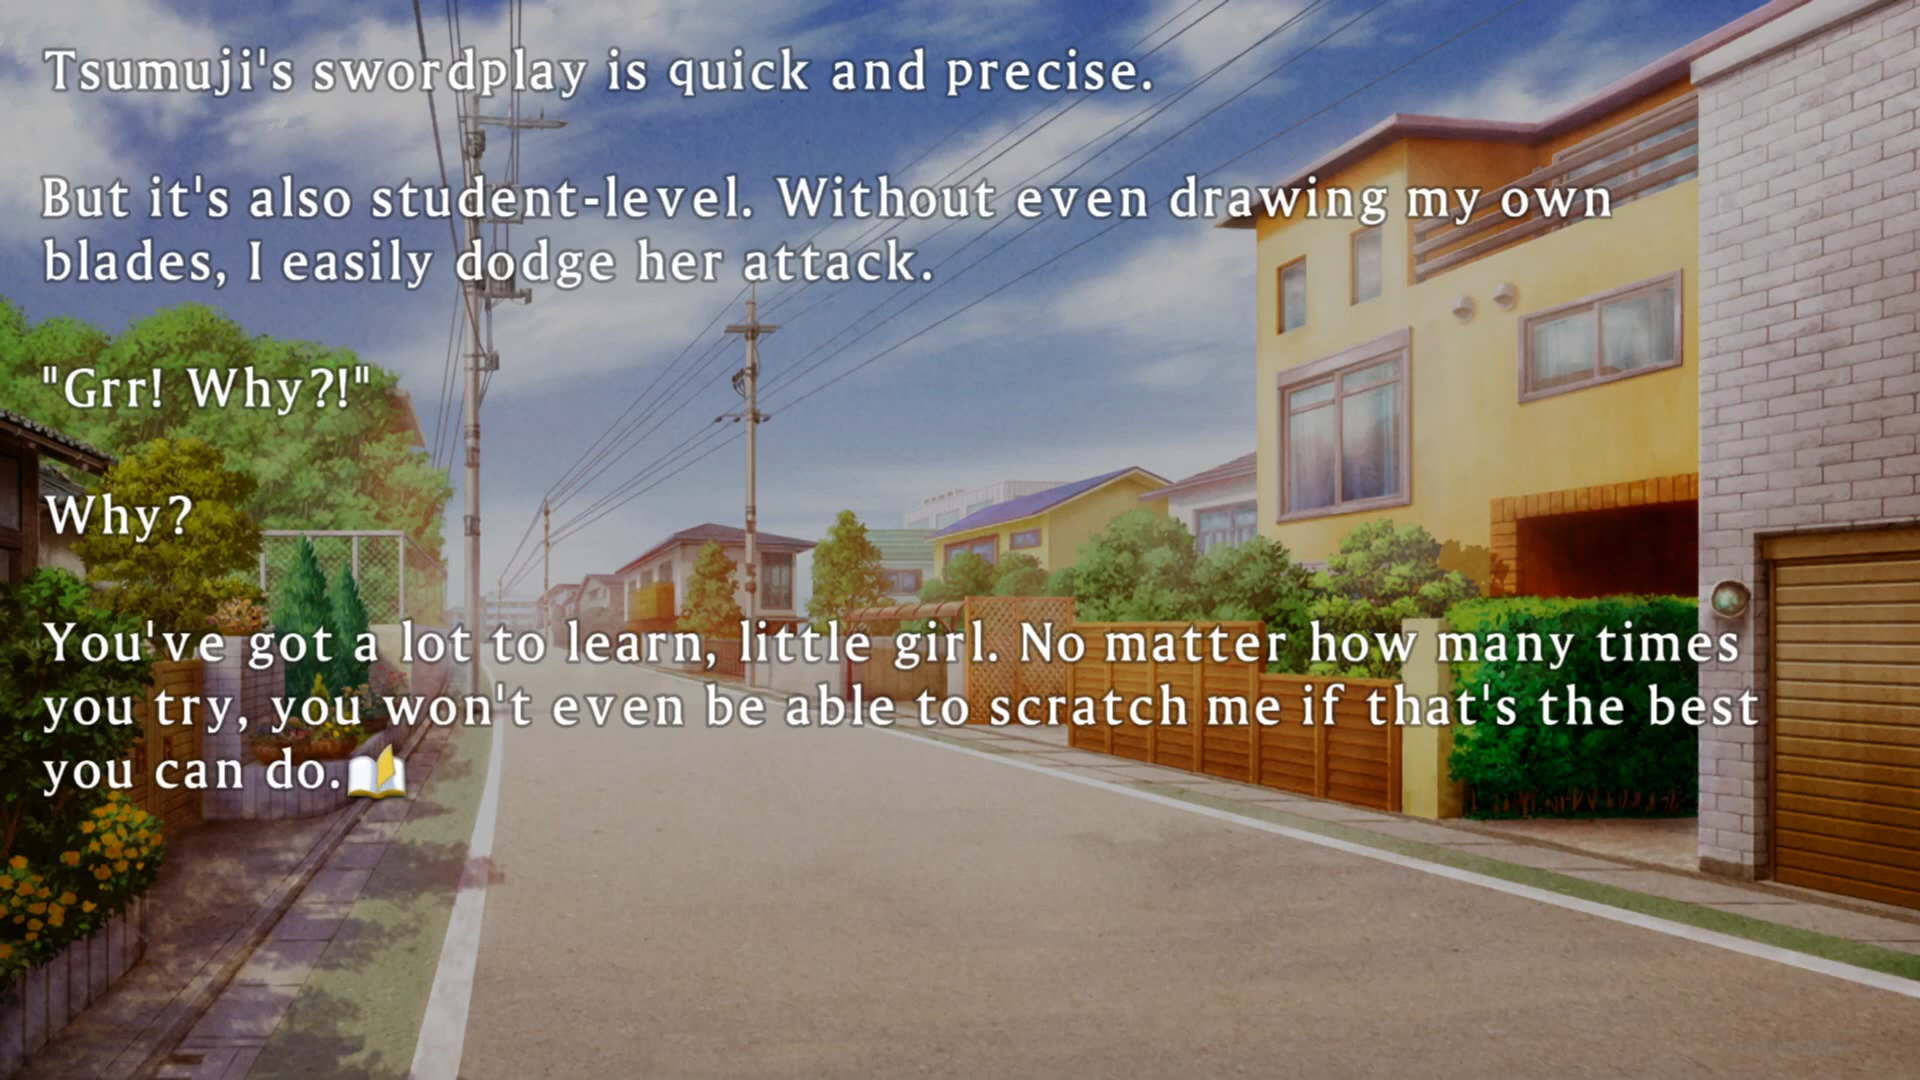 Tsumuji's swordplay is quick and precise.
But it's also student-level. Without even drawing my own
blades, I easily dodge her attack.
"Grr! Why?!"
Why?
You've got a lot to learn, little girl. No matter how many times
you try, you won't even be able to scratch me if that's the best
you can do.